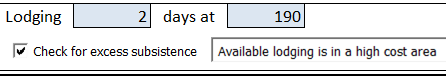 Lodging 2 days at 190
Check for excess subsistence Available lodging is in a high cost area